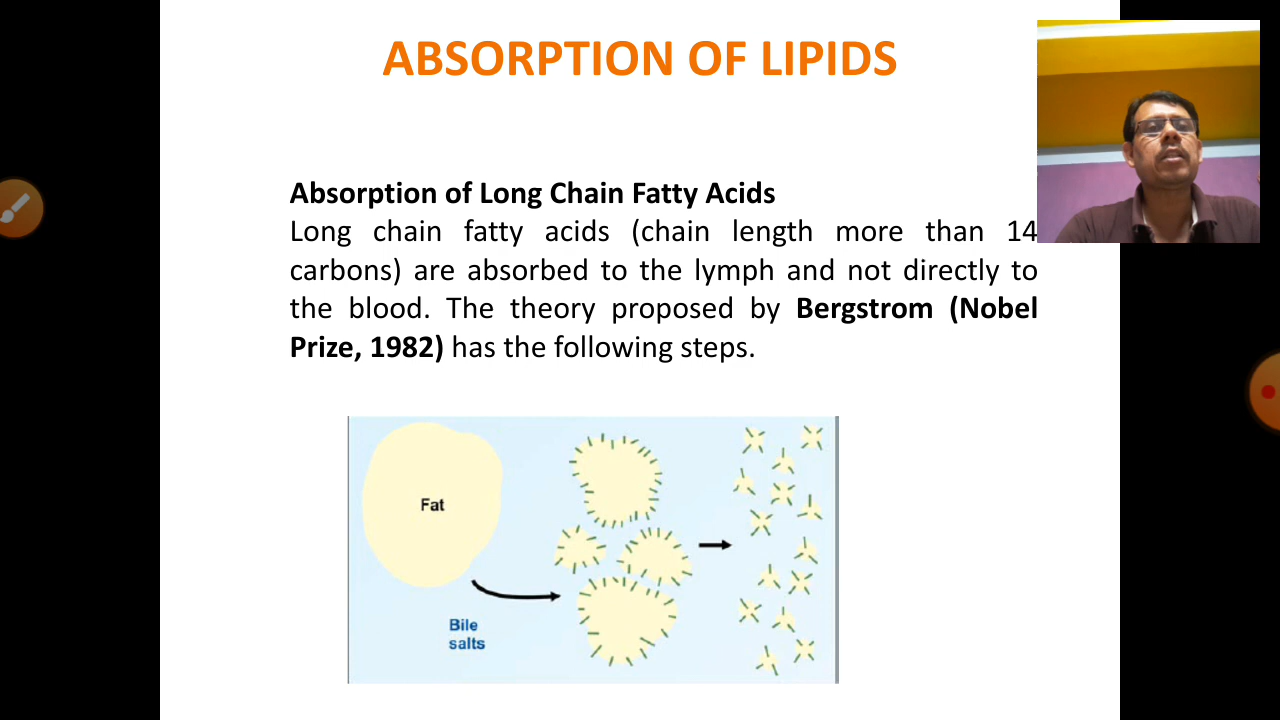 ABSORPTION OF LIPIDS
Absorption of Long Chain Fatty Acids
Long chain fatty acids (chain length more than 14
carbons) are absorbed to the lymph and not directly to
the blood. The theory proposed by Bergstrom (Nobel
Prize, 1982) has the following steps.
Fat
Bile
salts